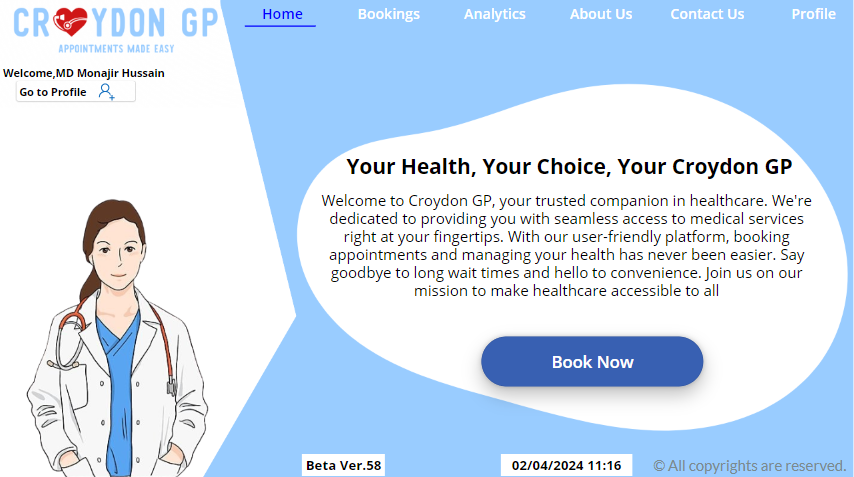 CROYDON GP
APPOINTMENTS MADE EASY
Home Bookings Analytics About Us Contact Us Profile
Welcome,MD Monajir Hussain
Go to Profile
Your Health, Your Choice, Your Croydon GP
Welcome to Croydon GP, your trusted companion in healthcare. We're
dedicated to providing you with seamless access to medical services
right at your fingertips. With our user-friendly platform, booking
appointments and managing your health has never been easier. Say
goodbye to long wait times and hello to convenience. Join us on our
mission to make healthcare accessible to all
Book Now
Beta Ver.58
02/04/2024 11:16
© All copyrights are reserved.